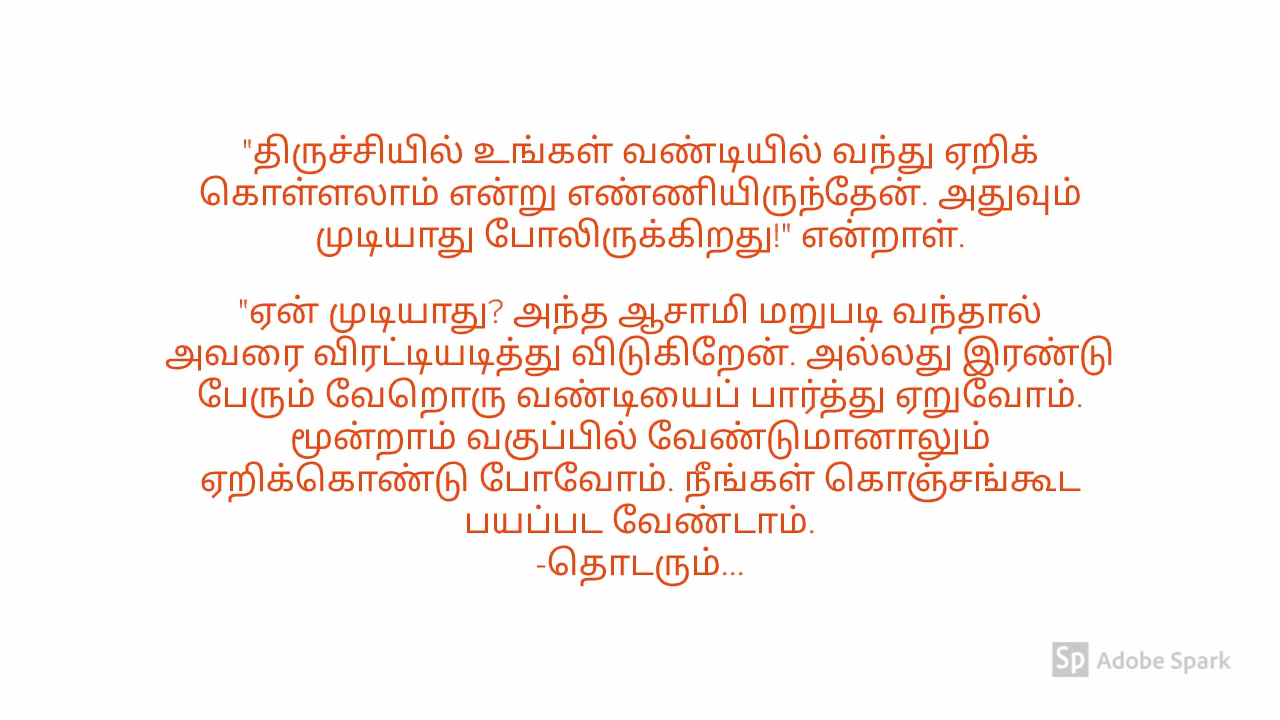 "திருச்சியில் உங்கள் வண்டியில் வந்து ஏறிக்
கொள்ளலாம் என்று எண்ணியிருந்தேன். அதுவும்
முடியாது போலிருக்கிறது!" என்றாள்.
"ஏன் முடியாது? அந்த ஆசாமி மறுபடி வந்தால்
அவரை விரட்டியடித்து விடுகிறேன். அல்லது இரண்டு
பேரும் வேறொரு வண்டியைப் பார்த்து ஏறுவோம்.
மூன்றாம் வகுப்பில் வேண்டுமானாலும்
ஏறிக்கொண்டு போவோம். நீங்கள் கொஞ்சங்கூட
பயப்பட வேண்டாம்.
-தொடரும்...
Sp Adobe Spark